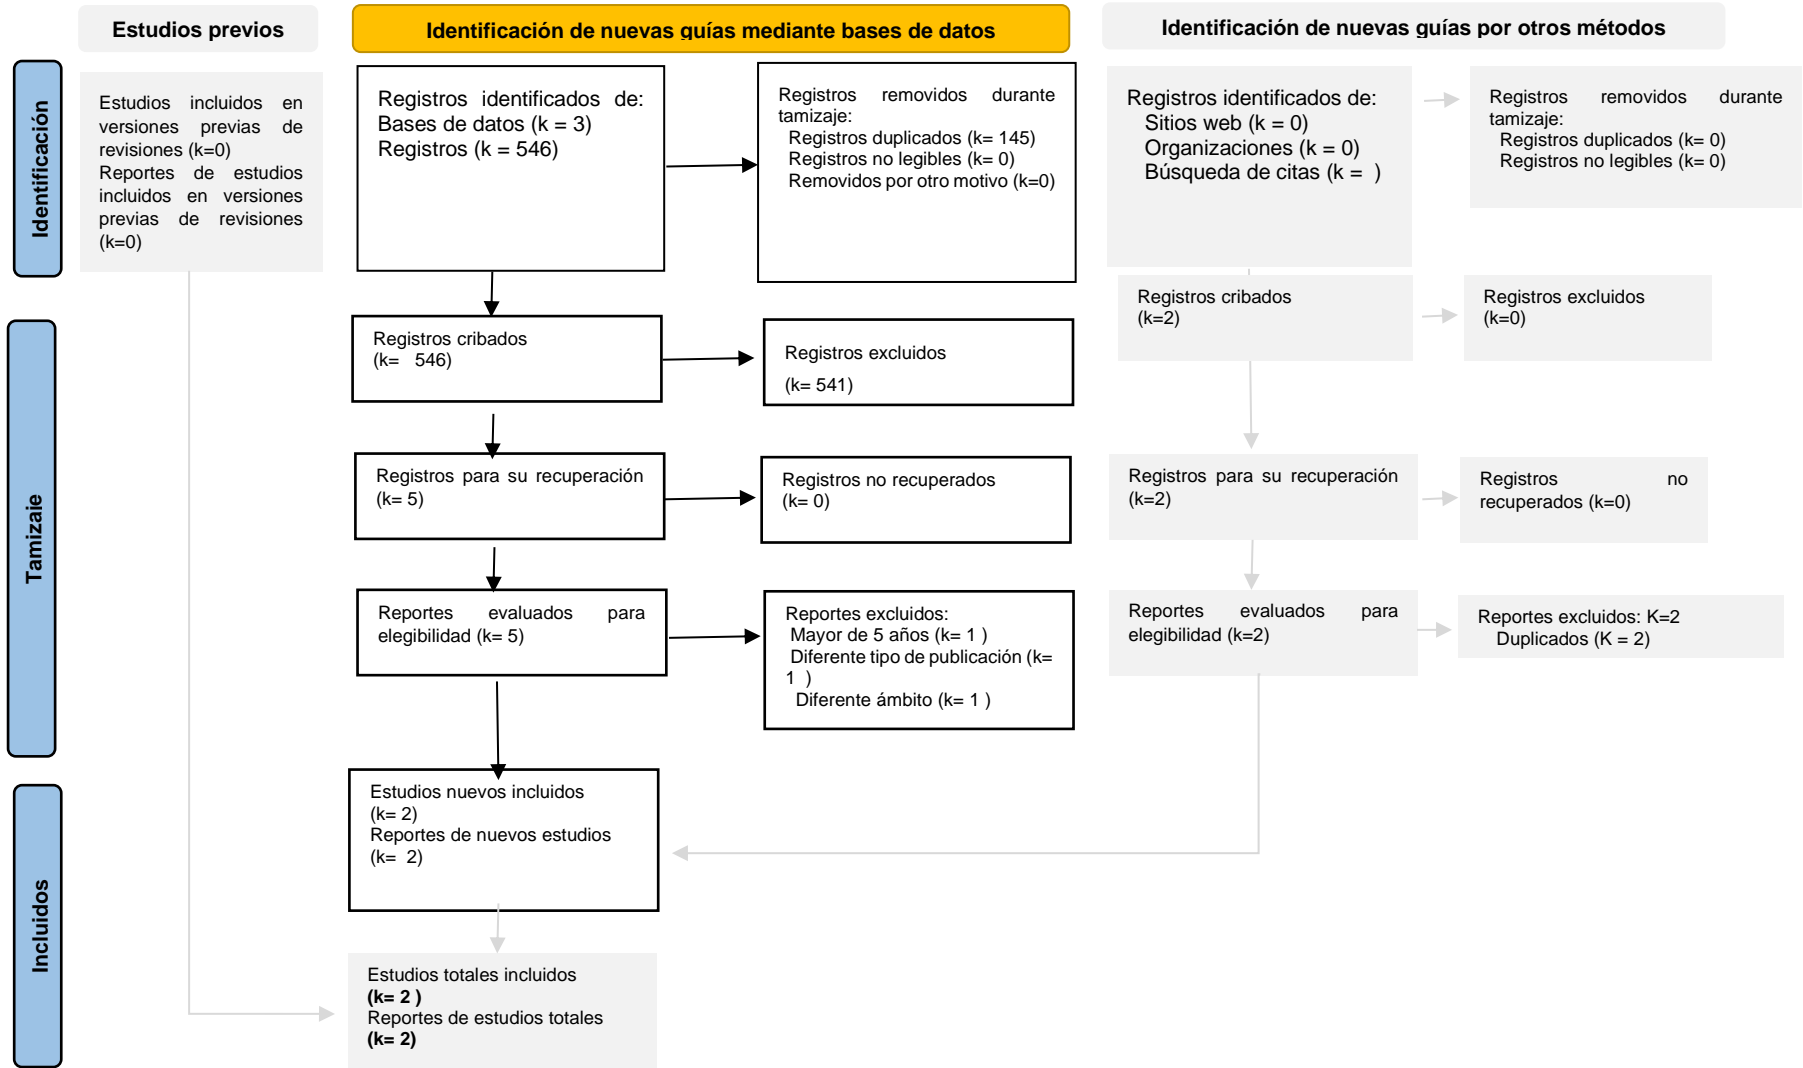 Estudios previos
Identificación de nuevas guías mediante bases de datos
Identificación de nuevas guías por otros métodos
Identificación
Estudios incluidos en
versiones previas de
revisiones (k=0)
Reportes de estudios
incluidos en versiones
previas de revisiones
(k=0)
Registros identificados de:
Bases de datos (k = 3)
Registros (k = 546)
Registros removidos durante
tamizaje:
Registros duplicados (k= 145)
Registros no legibles (k= 0)
Removidos por otro motivo (k=0)
Registros identificados de:
Sitios web (k = 0)
Organizaciones (k = 0)
Búsqueda de citas (k = )
Registros removidos durante
tamizaje:
Registros duplicados (k= 0)
Registros no legibles (k= 0)
Tamizaje
Registros cribados
(k= 546)
Registros excluidos
(k= 541)
Registros cribados
(k=2)
Registros excluidos
(k=0)
Registros para su recuperación
(k= 5)
Registros no recuperados
(k= 0)
Registros para su recuperación
(k=2)
Registros no
recuperados (k=0)
Reportes evaluados para
elegibilidad (k= 5)
Reportes excluidos:
Mayor de 5 años (k= 1 )
Diferente tipo de publicación (k=
1 )
Diferente ámbito (k= 1 )
Reportes evaluados para
elegibilidad (k=2)
Reportes excluidos: K=2
Duplicados (K = 2)
Incluidos
Estudios nuevos incluidos
(k= 2)
Reportes de nuevos estudios
(k= 2)
Estudios totales incluidos
(k= 2 )
Reportes de estudios totales
(k= 2)